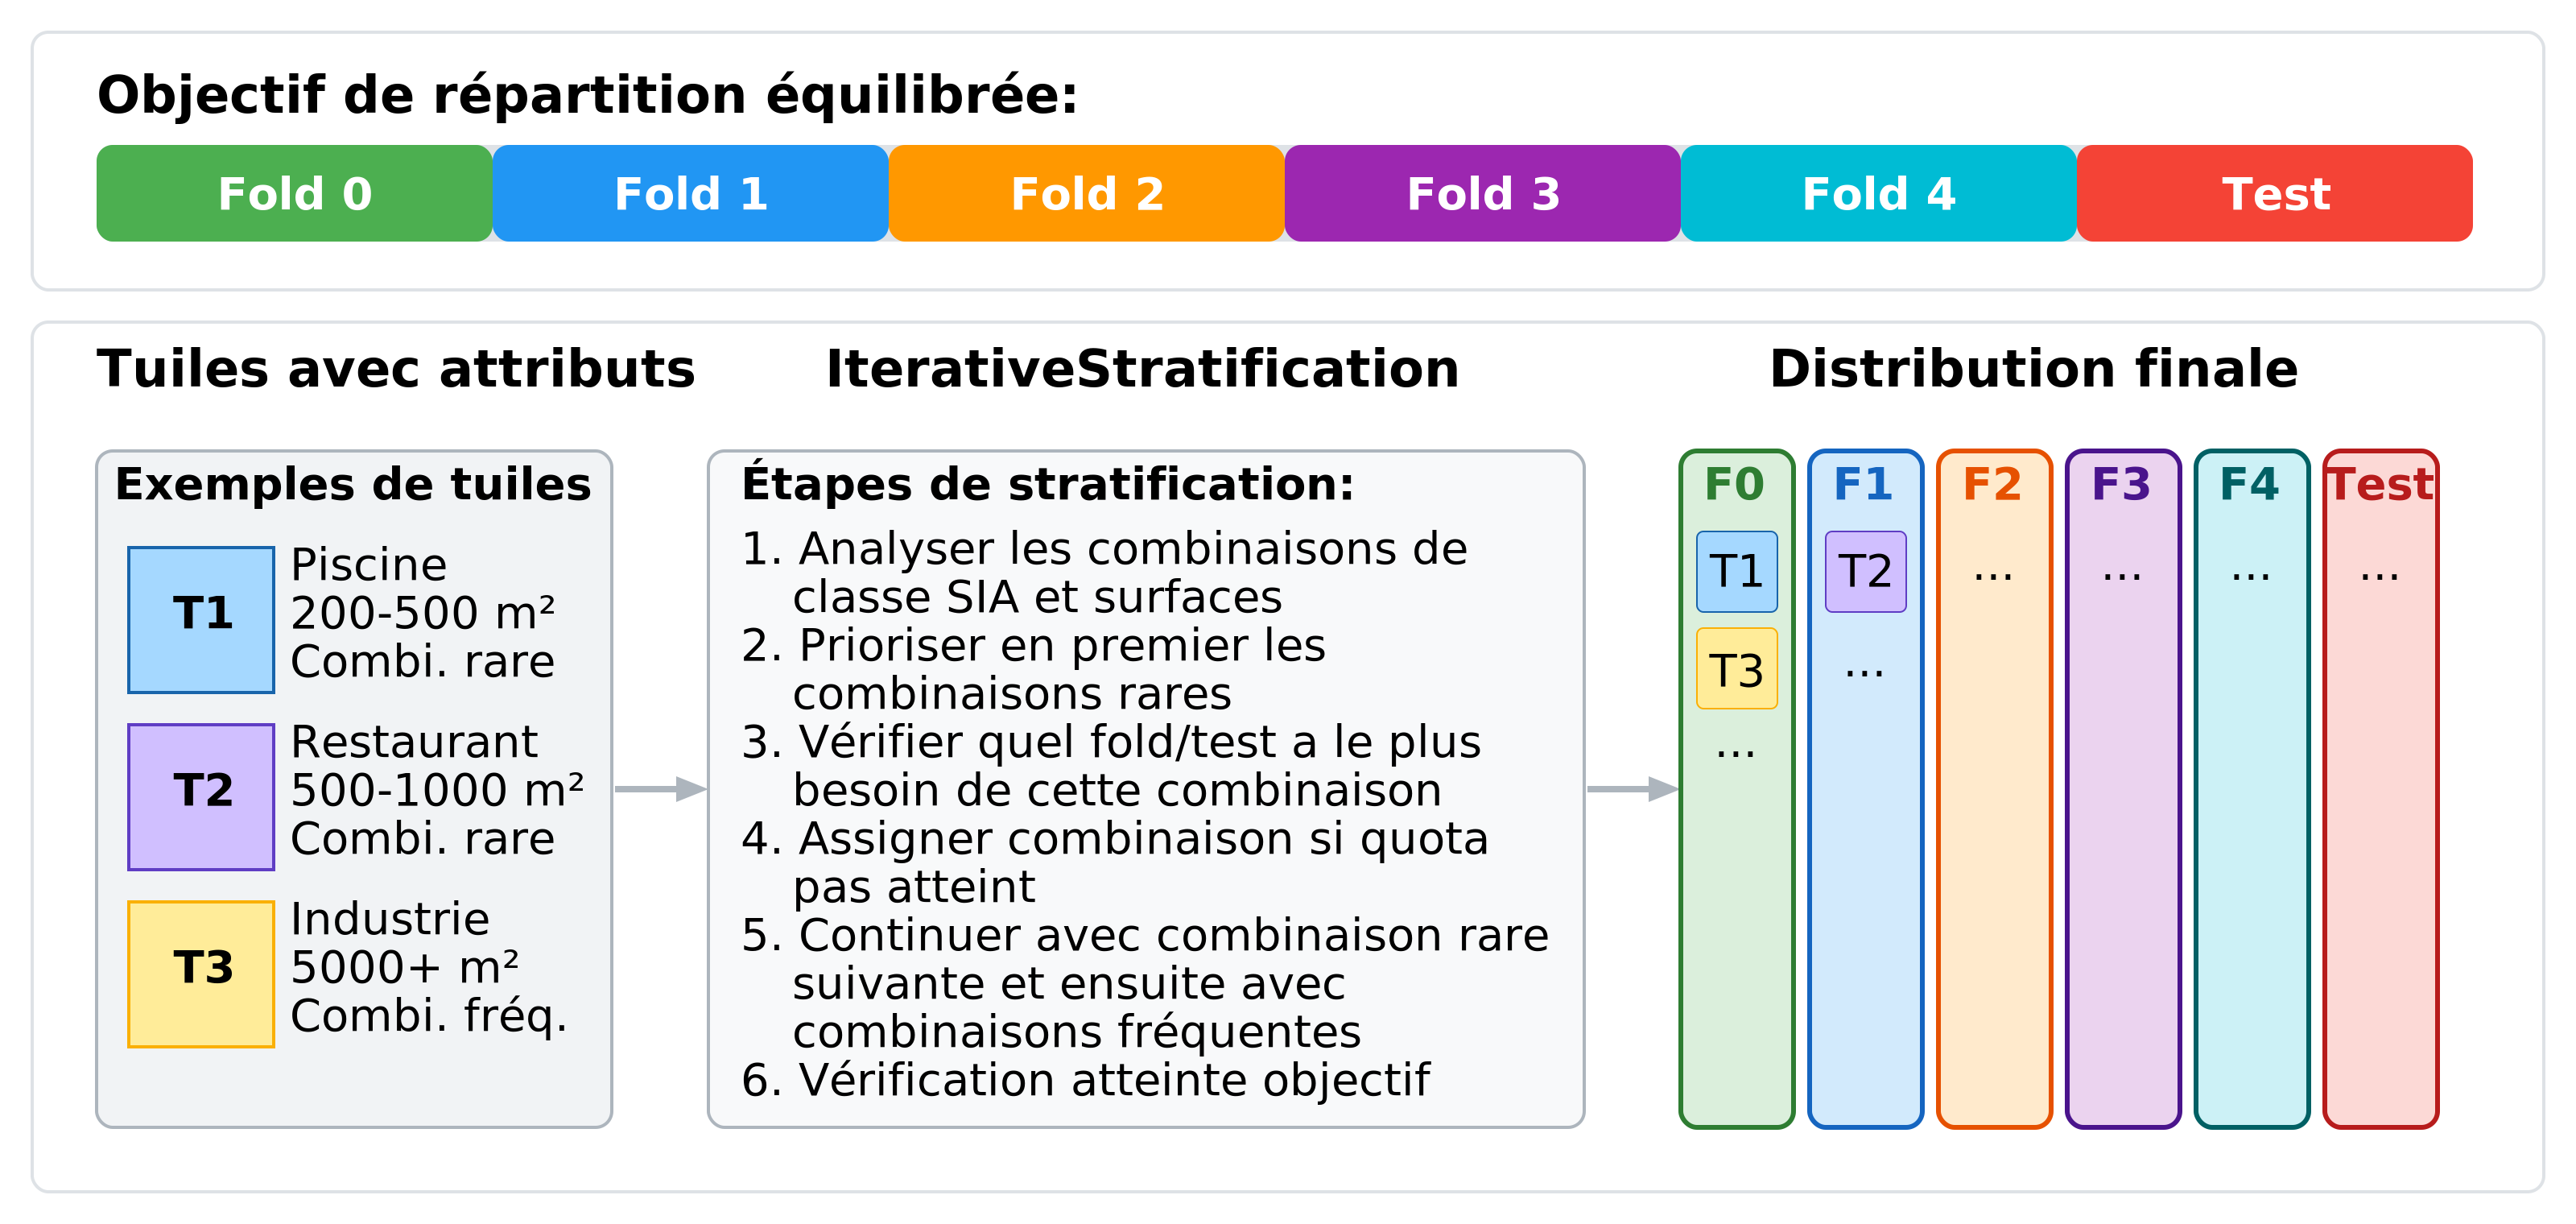 Objectif de répartition équilibrée:
Fold 0
Fold 1
Fold 2
Fold 3
Fold 4
Test
Tuiles avec attributs
Exemples de tuiles
T1
Piscine
200-500 m²
Combi. rare
T2
Restaurant
500-1000 m²
Combi. rare
T3
Industrie
5000+ m²
Combi. fréq.
IterativeStratification
Étapes de stratification:
1. Analyser les combinaisons de
classe SIA et surfaces
2. Prioriser en premier les
combinaisons rares
3. Vérifier quel fold/test a le plus
besoin de cette combinaison
4. Assigner combinaison si quota
pas atteint
5. Continuer avec combinaison rare
suivante et ensuite avec
combinaisons fréquentes
6. Vérification atteinte objectif
Distribution finale
F0
T1
T3
...
F1
T2
...
F2
...
F3
...
F4
...
Test
...